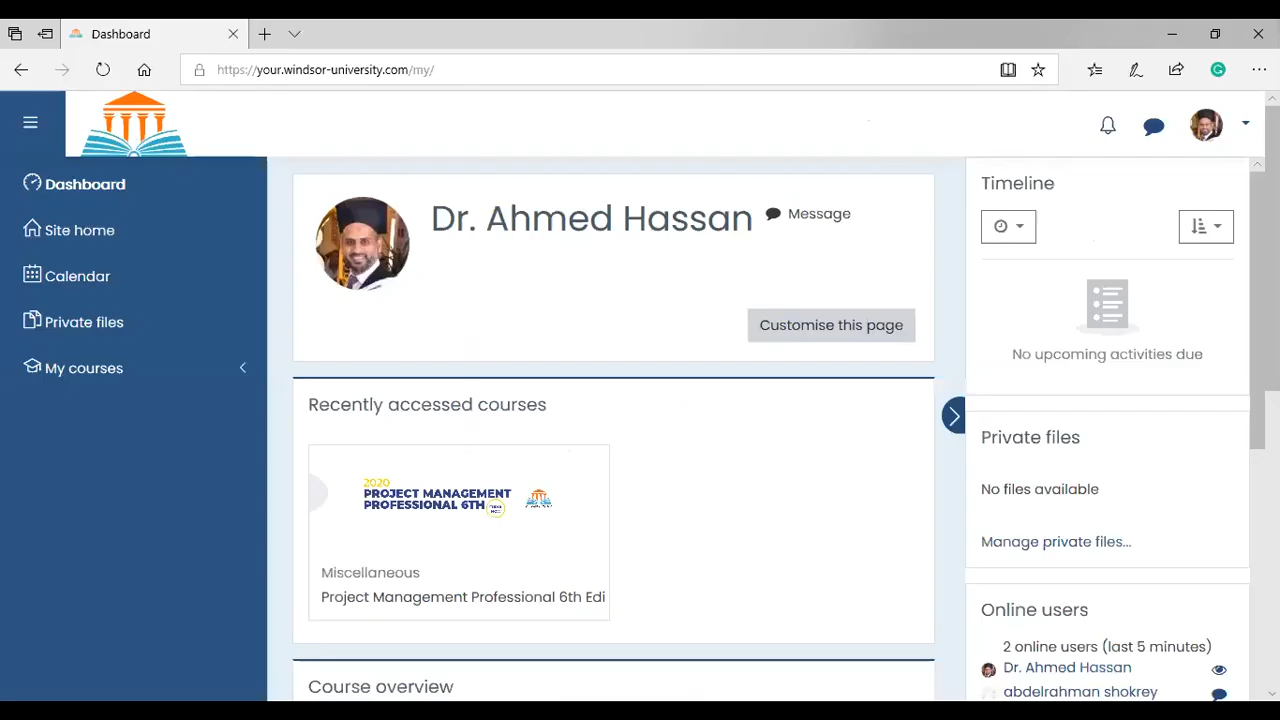 Dashboard
https://your.windsor-university.com/my/
Dashboard
Site home
Calendar
Private files
My courses
Dr. Ahmed Hassan
Message
Customise this page
Recently accessed courses
2020
PROJECT MANAGEMENT
PROFESSIONAL 6TH
Miscellaneous
Project Management Professional 6th Edi
Course overview
Timeline
No upcoming activities due
Private files
No files available
Manage private files...
Online users
2 online users (last 5 minutes)
Dr. Ahmed Hassan
abdelrahman shokrey